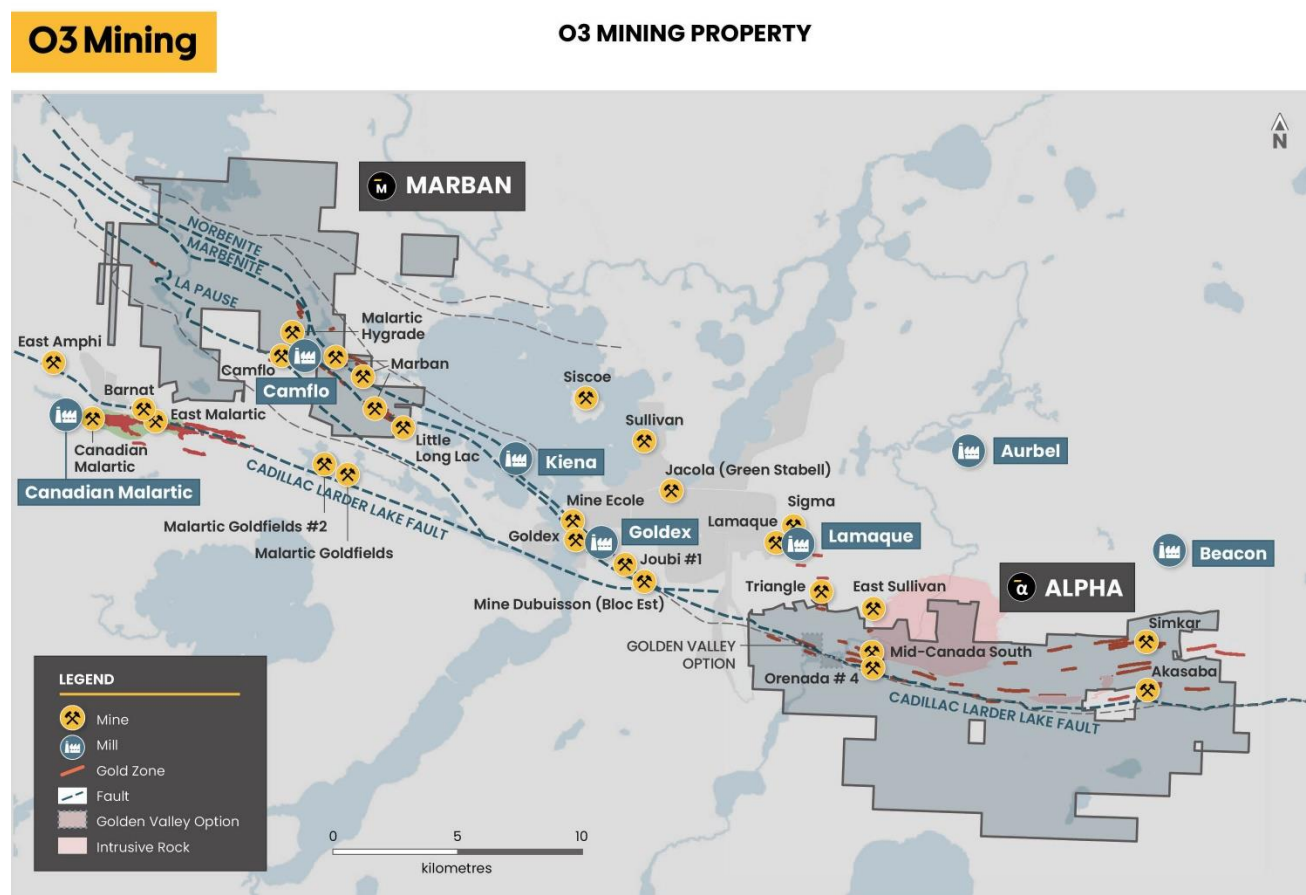 O3 Mining
O3 MINING PROPERTY
N
M
MARBAN
NORBENITE
MARBENITE
LA PAUSE
Malartic
Hygrade
East Amphi
Camflo
Marban
Camflo
Siscoe
Barnat
East Malartic
Sullivan
Canadian
Malartic
Little
Long Lac
Kiena
Aurbel
Canadian Malartic
CADILLAC LARDER LAKE FAULT
Jacola (Green Stabell)
Mine Ecole
Sigma
Malartic Goldfields #2
Goldex
Goldex
Lamaque
Lamaque
Malartic Goldfields
Joubi #1
Beacon
Mine Dubuisson (Bloc Est)
Triangle
East Sullivan
α
ALPHA
Simkar
GOLDEN VALLEY
OPTION
Mid-Canada South
Orenada # 4
Akasaba
CADILLAC LARDER LAKE FAULT
LEGEND
Mine
Mill
Gold Zone
Fault
Golden Valley Option
Intrusive Rock
0 5 10
kilometres